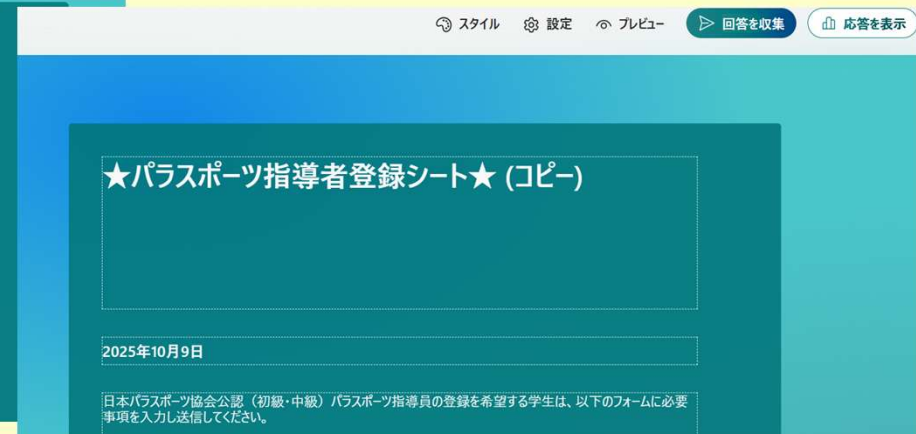 スタイル 設定 プレビュー 回答を収集 応答を表示
★パラスポーツ指導者登録シート★ (コピー)
2025年10月9日
日本パラスポーツ協会公認（初級・中級）パラスポーツ指導員の登録を希望する学生は、以下のフォームに必要
事項を入力し送信してください。